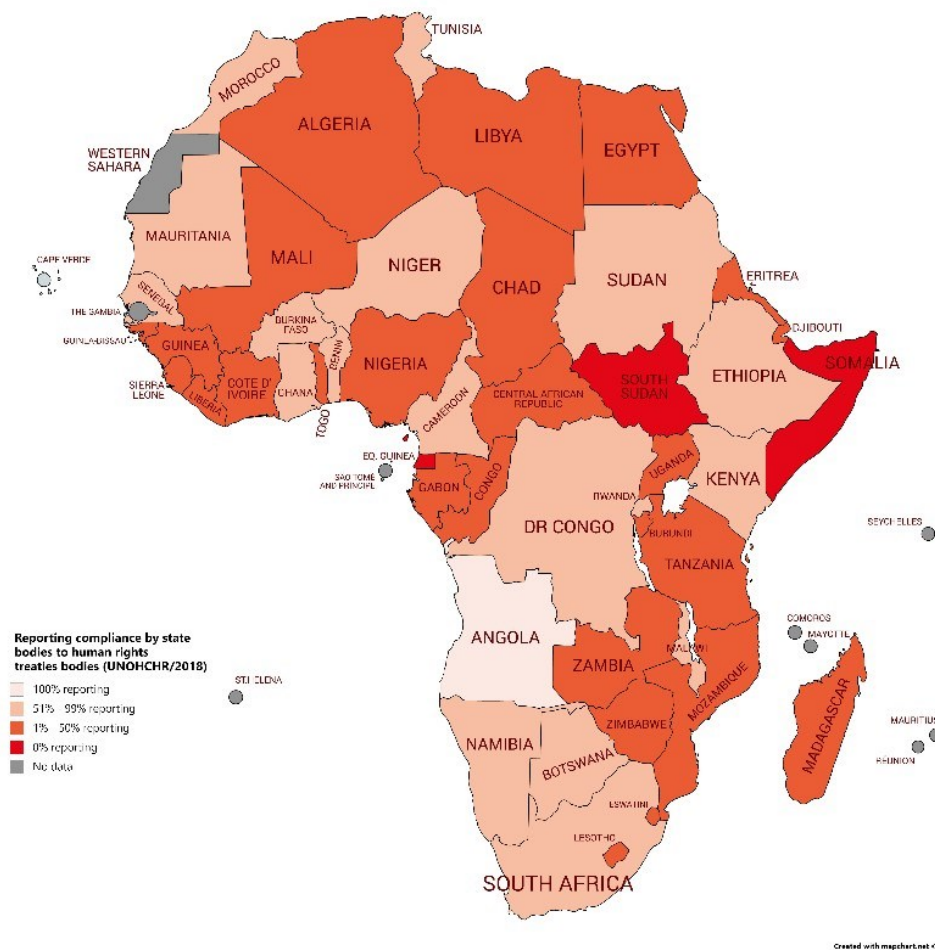 TUNISIA
MOROCCO
ALGERIA
LIBYA
EGYPT
WESTERN
SAHARA
MAURITANIA
MALI
NIGER
CHAD
SUDAN
ERITREA
CAPE VERDE
SENEGAL
THE GAMBIA
GUINEA-BISSAU
GUINEA
BURKINA
FASO
BENIN
NIGERIA
DJIBOUTI
SOMALIA
ETHIOPIA
SOUTH
SUDAN
SIERRA
LEONE
LIBERIA
COTE D'
IVOIRE
GHANA
TOGO
CAMEROON
CENTRAL AFRICAN
REPUBLIC
EQ. GUINEA
SAO TOME
AND PRINCIPE
GABON
CONGO
UGANDA
KENYA
RWANDA
DR CONGO
BURUNDI
SEYCHELLES
TANZANIA
ANGOLA
COMOROS
MAYOTTE
MALAWI
ZAMBIA
MOZAMBIQUE
ST.HELENA
ZIMBABWE
MADAGASCAR
MAURITIUS
REUNION
NAMIBIA
BOTSWANA
ESWATINI
LESOTHO
SOUTH AFRICA
Reporting compliance by state
bodies to human rights
treaties bodies (UNOHCHR/2018)
100% reporting
51% - 99% reporting
1% - 50% reporting
0% reporting
No data
Created with mapchart.net